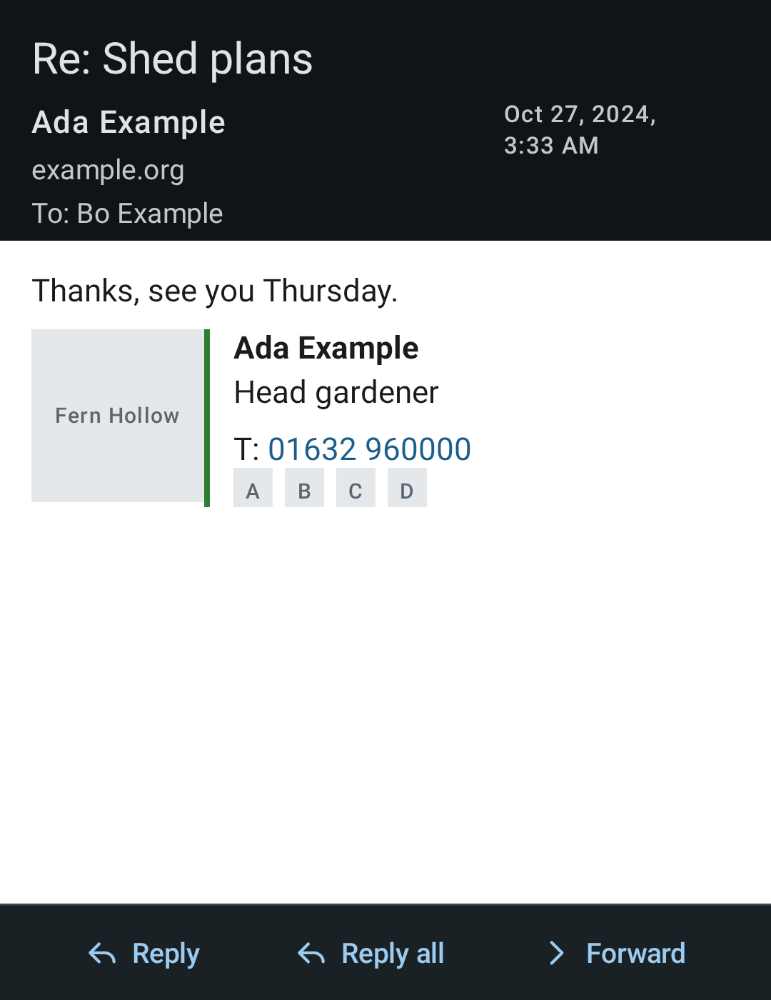 Re: Shed plans
Ada Example
Oct 27, 2024,
3:33 AM
example.org
To: Bo Example
Thanks, see you Thursday.
Fern Hollow
Ada Example
Head gardener
T: 01632 960000
A B C D
Reply Reply all Forward